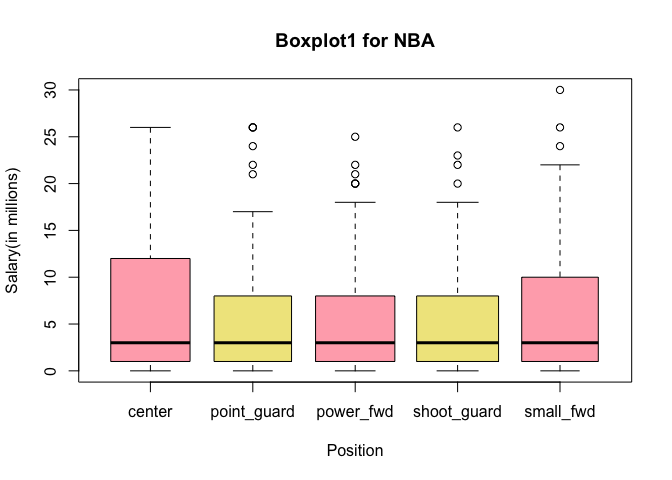 Boxplot1 for NBA
Salary(in millions)
30
25
20
15
10
5
0
center point_guard power_fwd shoot_guard small_fwd
Position